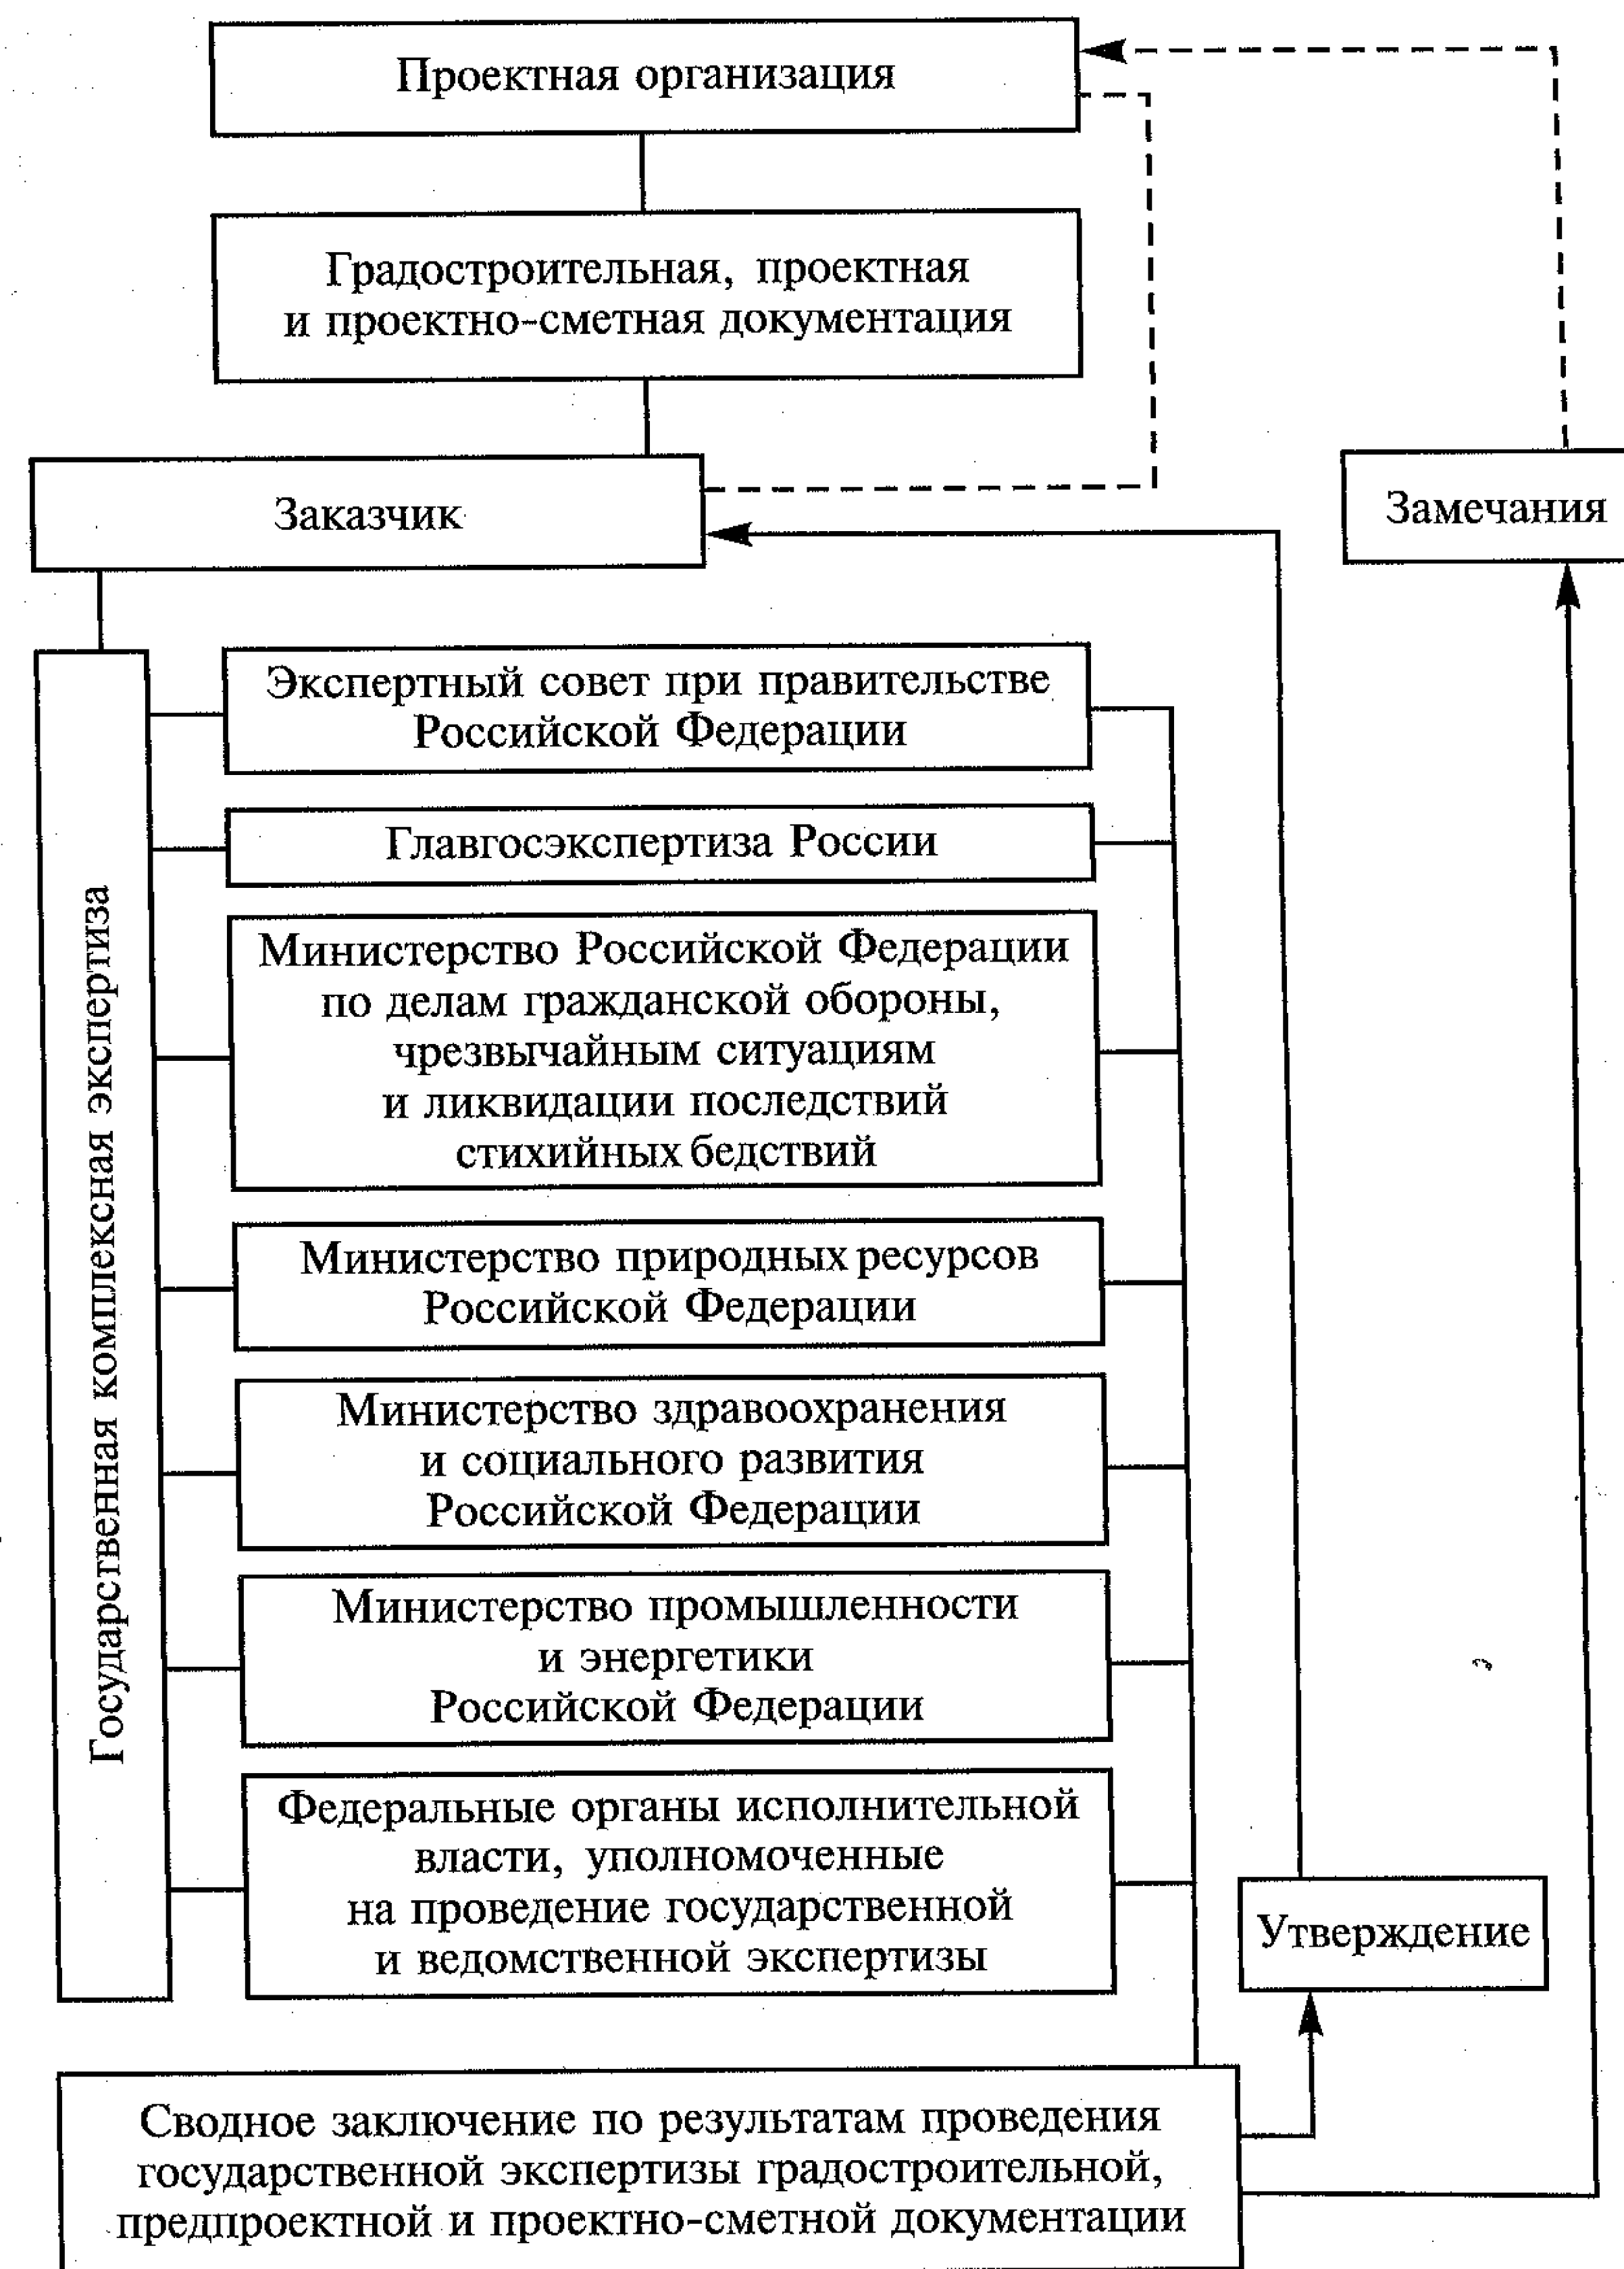 Проектная организация
Градостроительная, проектная
и проектно-сметная документация
Заказчик
Замечания
Государственная комплексная экспертиза
Экспертный совет при правительстве
Российской Федерации
Главгосэкспертиза России
Министерство Российской Федерации
по делам гражданской обороны,
чрезвычайным ситуациям
и ликвидации последствий
стихийных бедствий
Министерство природных ресурсов
Российской Федерации
Министерство здравоохранения
и социального развития
Российской Федерации
Министерство промышленности
и энергетики
Российской Федерации
Федеральные органы исполнительной
власти, уполномоченные
на проведение государственной
и ведомственной экспертизы
Утверждение
Сводное заключение по результатам проведения
государственной экспертизы градостроительной,
предпроектной и проектно-сметной документации